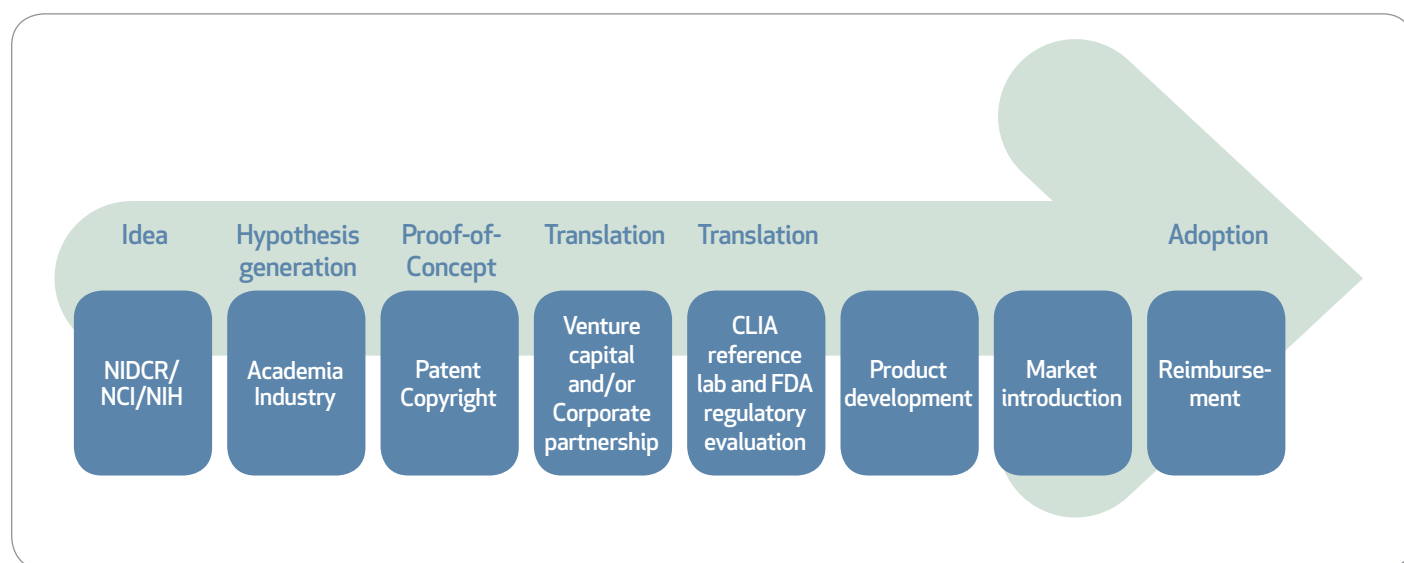 Idea
Hypothesis
generation
Proof-of-
Concept
Translation
Translation
Adoption
NIDCR/
NCI/NIH
Academia
Industry
Patent
Copyright
Venture
capital
and/or
Corporate
partnership
CLIA
reference
lab and FDA
regulatory
evaluation
Product
development
Market
introduction
Reimburse-
ment